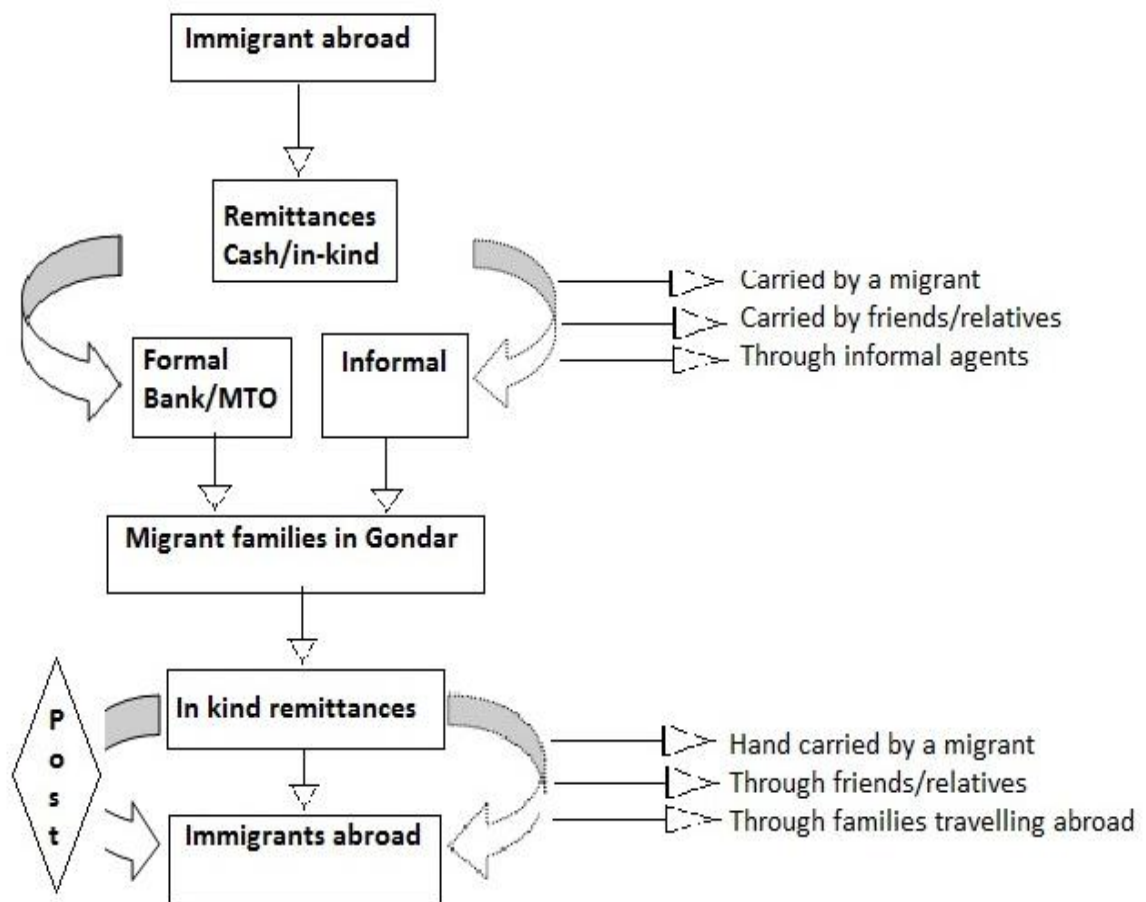 Immigrant abroad
Remittances
Cash/in-kind
Carried by a migrant
Carried by friends/relatives
Through informal agents
Formal
Bank/MTO
Informal
Migrant families in Gondar
In kind remittances
P
o
s
t
Hand carried by a migrant
Through friends/relatives
Through families travelling abroad
Immigrants abroad